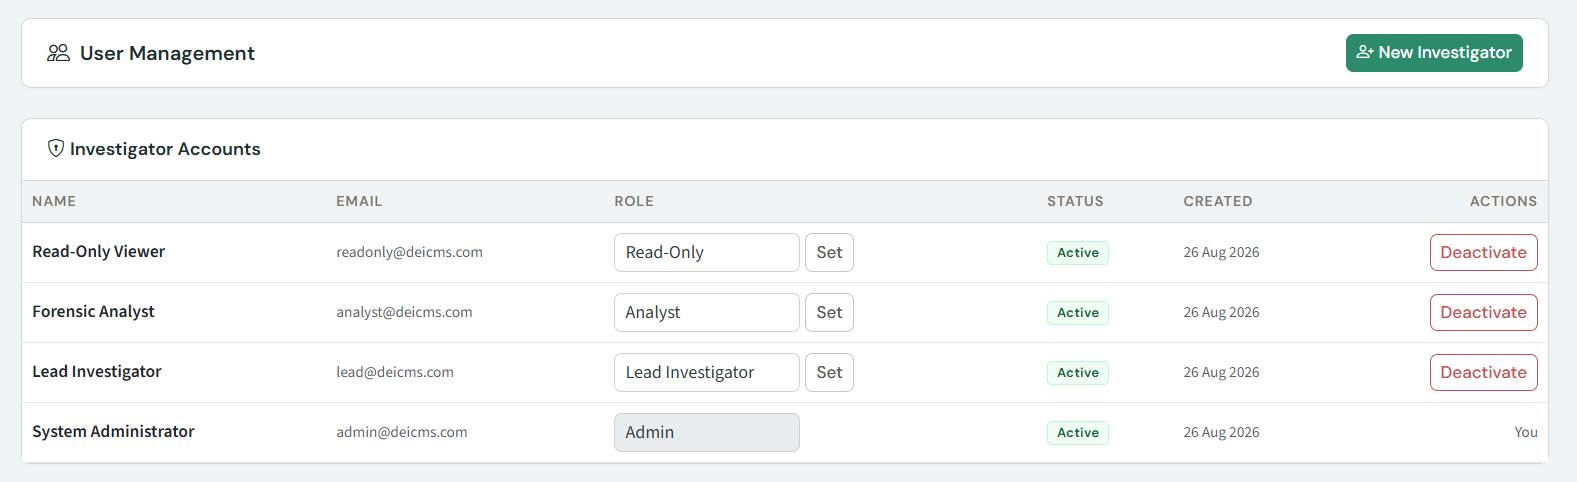 User Management
New Investigator
Investigator Accounts
NAME EMAIL ROLE STATUS CREATED ACTIONS
Read-Only Viewer readonly@deicms.com Read-Only Set Active 26 Aug 2026 Deactivate
Forensic Analyst analyst@deicms.com Analyst Set Active 26 Aug 2026 Deactivate
Lead Investigator lead@deicms.com Lead Investigator Set Active 26 Aug 2026 Deactivate
System Administrator admin@deicms.com Admin Active 26 Aug 2026 You